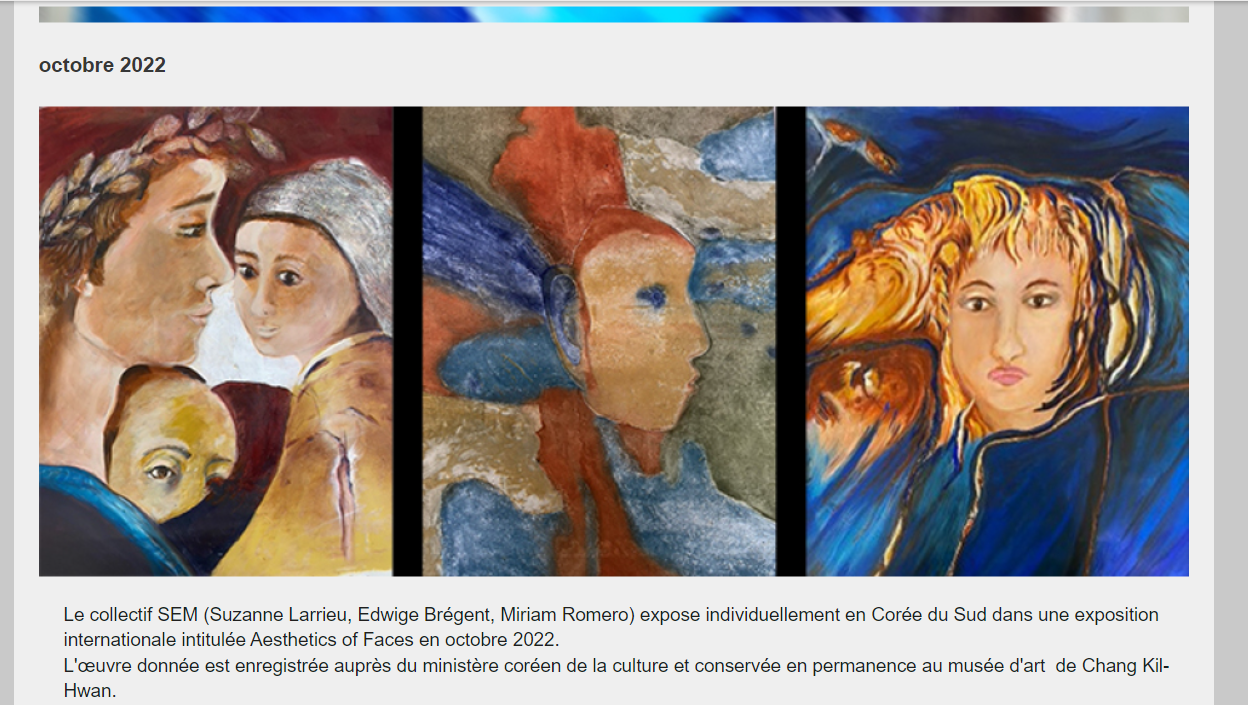 octobre 2022
Le collectif SEM (Suzanne Larrieu, Edwige Brégent, Miriam Romero) expose individuellement en Corée du Sud dans une exposition
internationale intitulée Aesthetics of Faces en octobre 2022.
L'œuvre donnée est enregistrée auprès du ministère coréen de la culture et conservée en permanence au musée d'art  de Chang Kil-
Hwan.